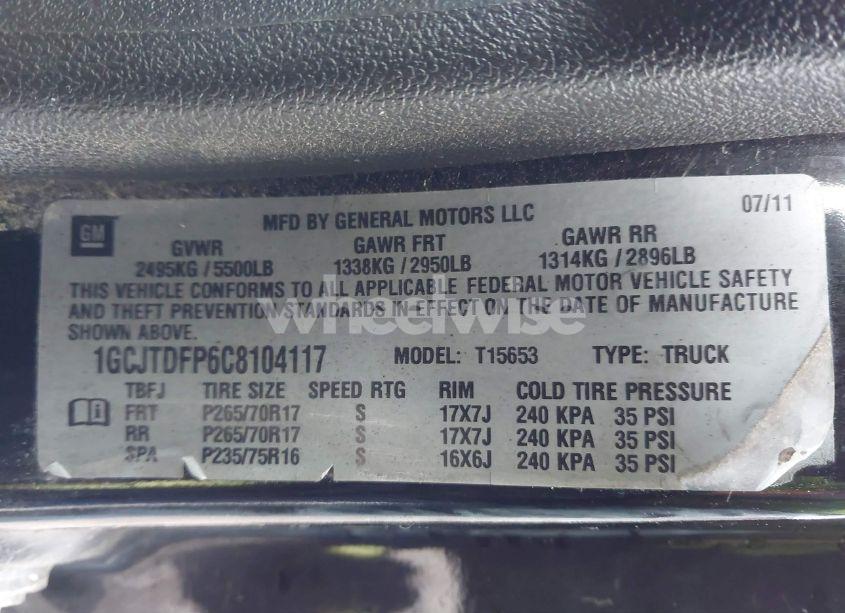 GM
MFD BY GENERAL MOTORS LLC 07/11
GVWR GAWR FRT GAWR RR
2495KG / 5500LB 1338KG / 2950LB 1314KG / 2896LB
THIS VEHICLE CONFORMS TO ALL APPLICABLE FEDERAL MOTOR VEHICLE SAFETY
AND THEFT PREVENTION STANDARDS IN EFFECT ON THE DATE OF MANUFACTURE
SHOWN ABOVE.
wheelwise
1GCJTDFP6C8104117 MODEL: T15653 TYPE: TRUCK
TBFJ TIRE SIZE SPEED RTG RIM COLD TIRE PRESSURE
FRT P265/70R17 S 17X7J 240 KPA 35 PSI
RR P265/70R17 S 17X7J 240 KPA 35 PSI
SPA P235/75R16 S 16X6J 240 KPA 35 PSI